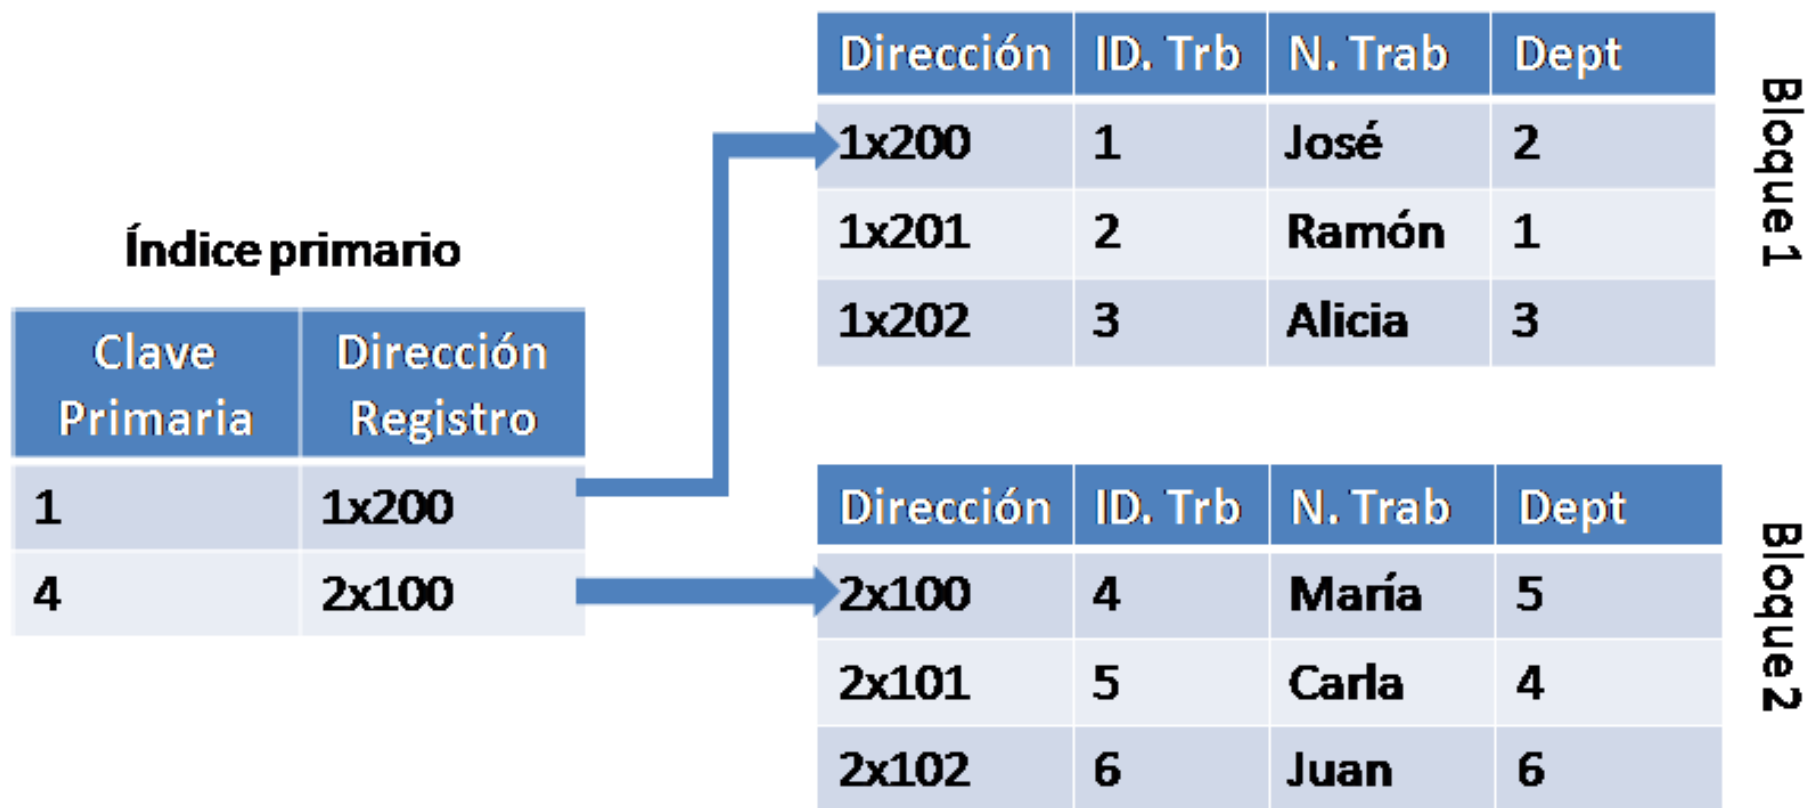 Índice primario
Clave Primaria Dirección Registro
1 1x200
4 2x100
Dirección ID. Trb N. Trab Dept
1x200 1 José 2
1x201 2 Ramón 1
1x202 3 Alicia 3
Bloque 1
Dirección ID. Trb N. Trab Dept
2x100 4 María 5
2x101 5 Carla 4
2x102 6 Juan 6
Bloque 2